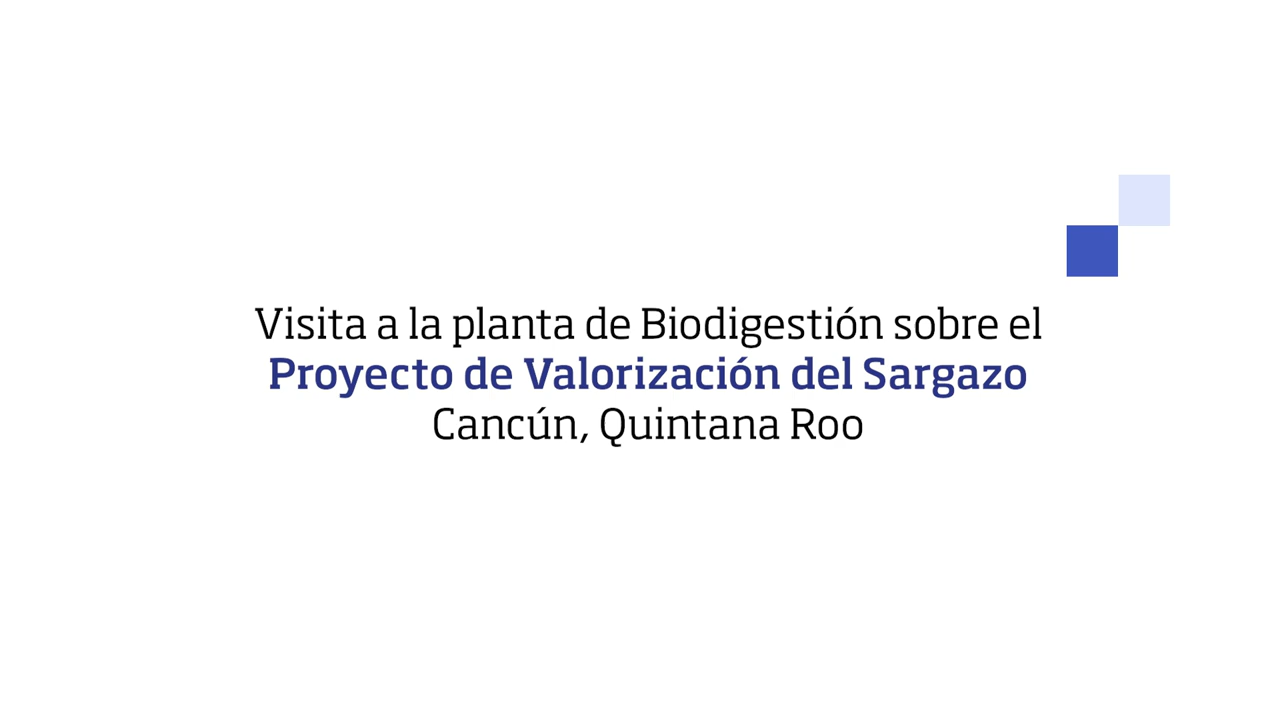 Visita a la planta de Biodigestión sobre el
Proyecto de Valorización del Sargazo
Cancún, Quintana Roo